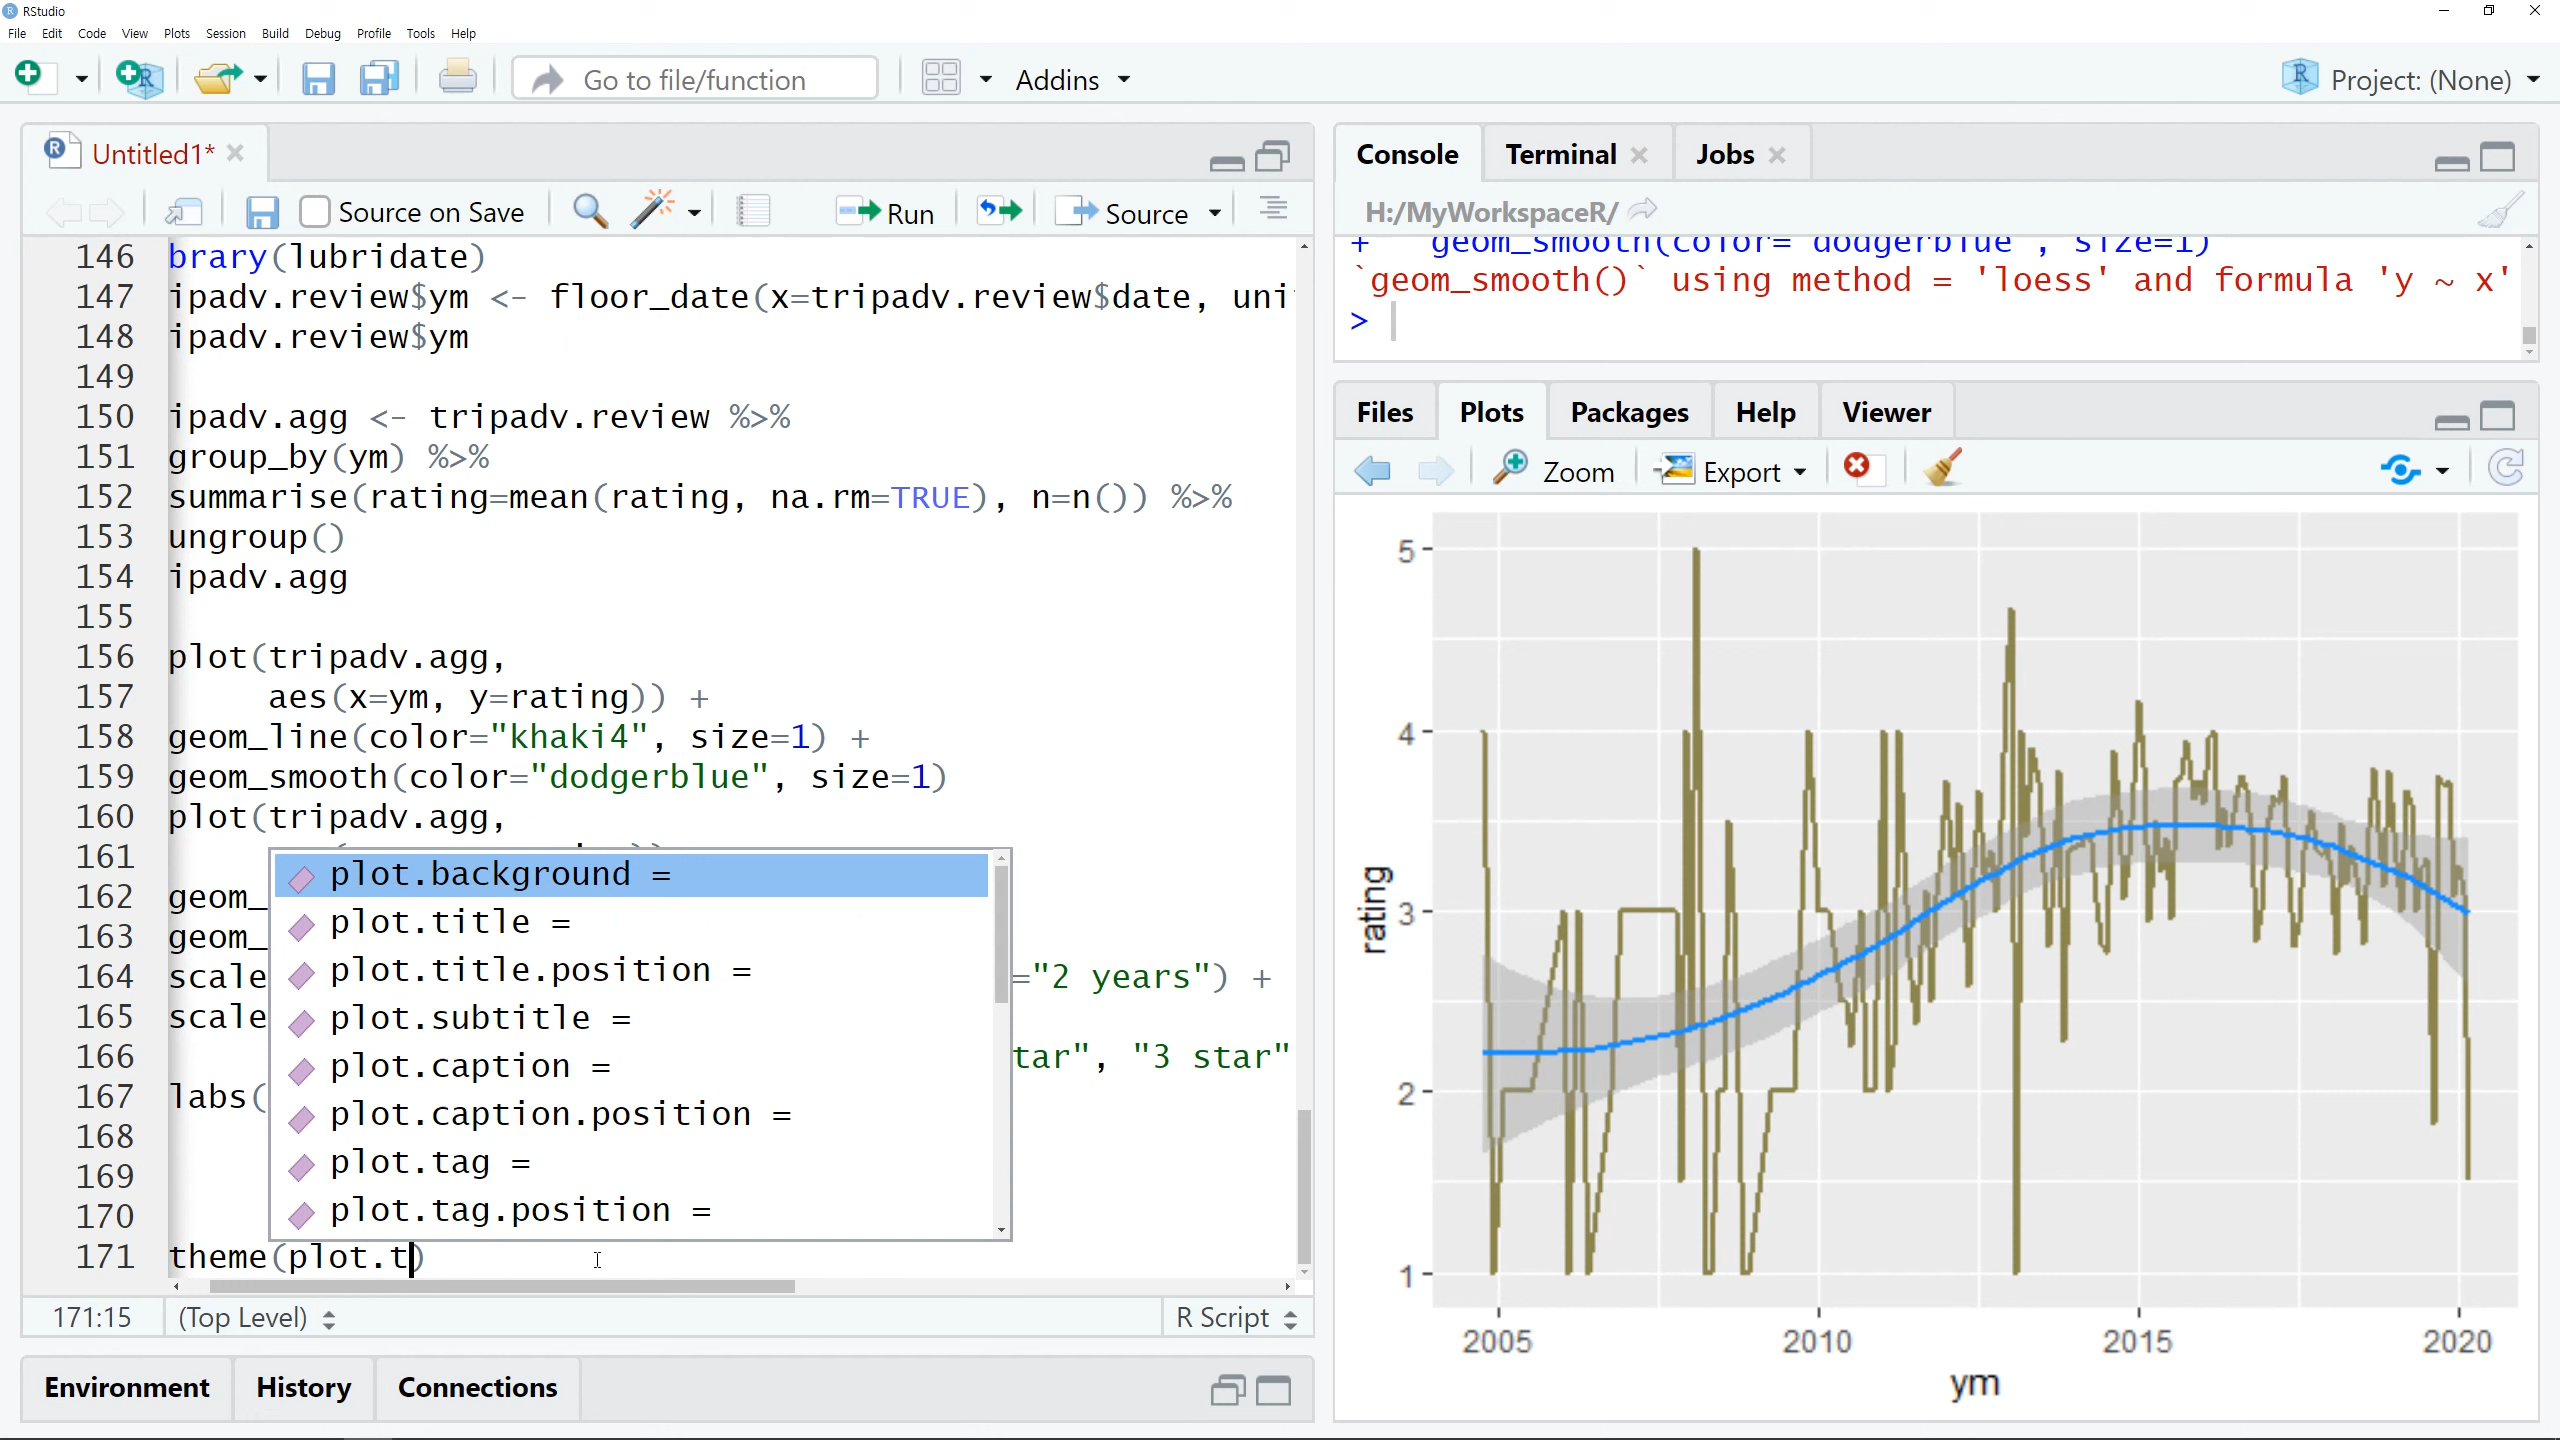 RStudio
File Edit Code View Plots Session Build Debug Profile Tools Help
Go to file/function
Addins
Project: (None)
Untitled1*
Source on Save
Run
Source
146 brary(lubridate)
147 ipadv.review$ym <- floor_date(x=tripadv.review$date, uni
148 ipadv.review$ym
149
150 ipadv.agg <- tripadv.review %>%
151 group_by(ym) %>%
152 summarise(rating=mean(rating, na.rm=TRUE), n=n()) %>%
153 ungroup()
154 ipadv.agg
155
156 plot(tripadv.agg,
157 aes(x=ym, y=rating)) +
158 geom_line(color="khaki4", size=1) +
159 geom_smooth(color="dodgerblue", size=1)
160 plot(tripadv.agg,
161
162 geom_
163 geom_
164 scale ="2 years") +
165 scale
166 tar", "3 star"
167 labs(
168
169
170
171 theme(plot.t)
plot.background =
plot.title =
plot.title.position =
plot.subtitle =
plot.caption =
plot.caption.position =
plot.tag =
plot.tag.position =
171:15 (Top Level) R Script
Environment History Connections
Console Terminal Jobs
H:/MyWorkspaceR/
+ geom_smooth(color="dodgerblue", size=1)
`geom_smooth()` using method = 'loess' and formula 'y ~ x'
>
Files Plots Packages Help Viewer
Zoom Export
5
4
3
2
1
rating
2005 2010 2015 2020
ym